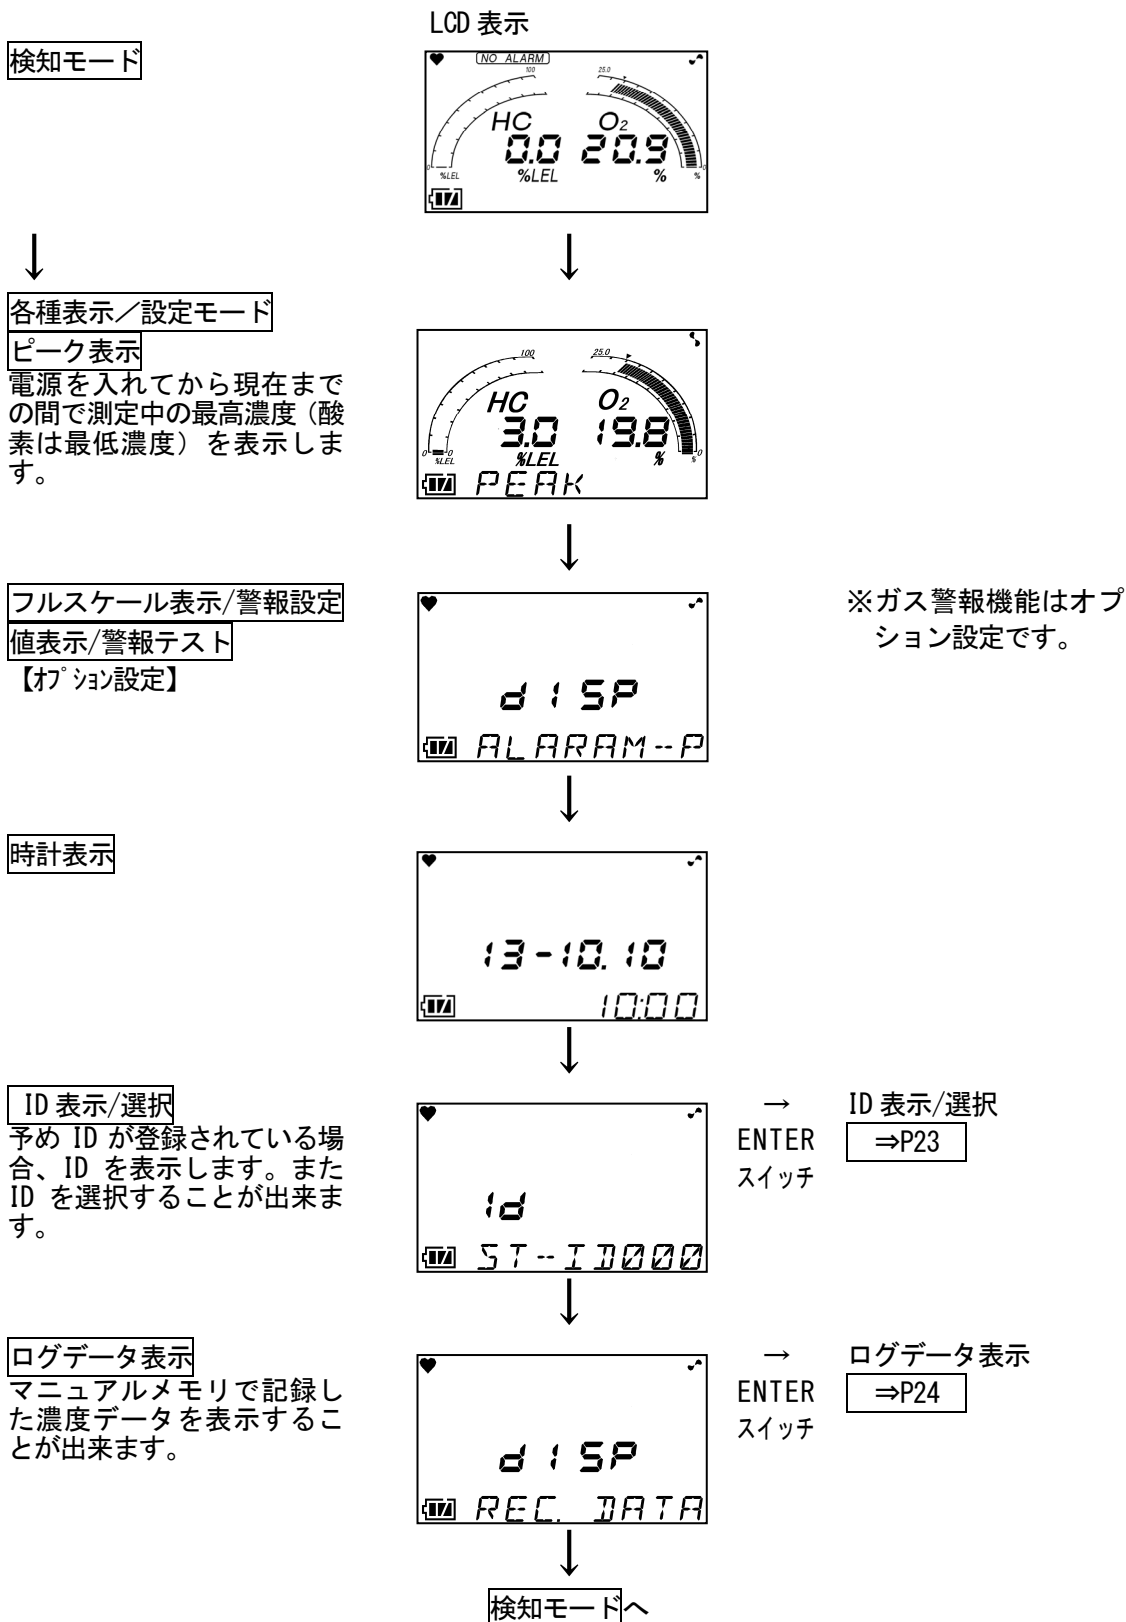 LCD 表示
検知モード
NO ALARM
100 25.0
HC O2
0.0 20.9
0 0
%LEL %LEL % %
↓ ↓
各種表示／設定モード
ピーク表示
電源を入れてから現在まで
の間で測定中の最高濃度（酸
素は最低濃度）を表示しま
す。
100 25.0
HC O2
3.0 19.8
0 0 0
%LEL %LEL % %
PEAK
↓
フルスケール表示/警報設定
値表示/警報テスト
【ｵﾌﾟｼｮﾝ設定】
dISP
ALARAM--P
※ガス警報機能はオプ
ション設定です。
↓
時計表示
13-10.10
10:00
↓
ID 表示/選択
予め ID が登録されている場
合、ID を表示します。また
ID を選択することが出来ま
す。
Id
ST--ID000
→ ID 表示/選択
ENTER ⇒P23
スイッチ
↓
ログデータ表示
マニュアルメモリで記録し
た濃度データを表示するこ
とが出来ます。
dISP
REC. DATA
→ ログデータ表示
ENTER ⇒P24
スイッチ
↓
検知モードへ